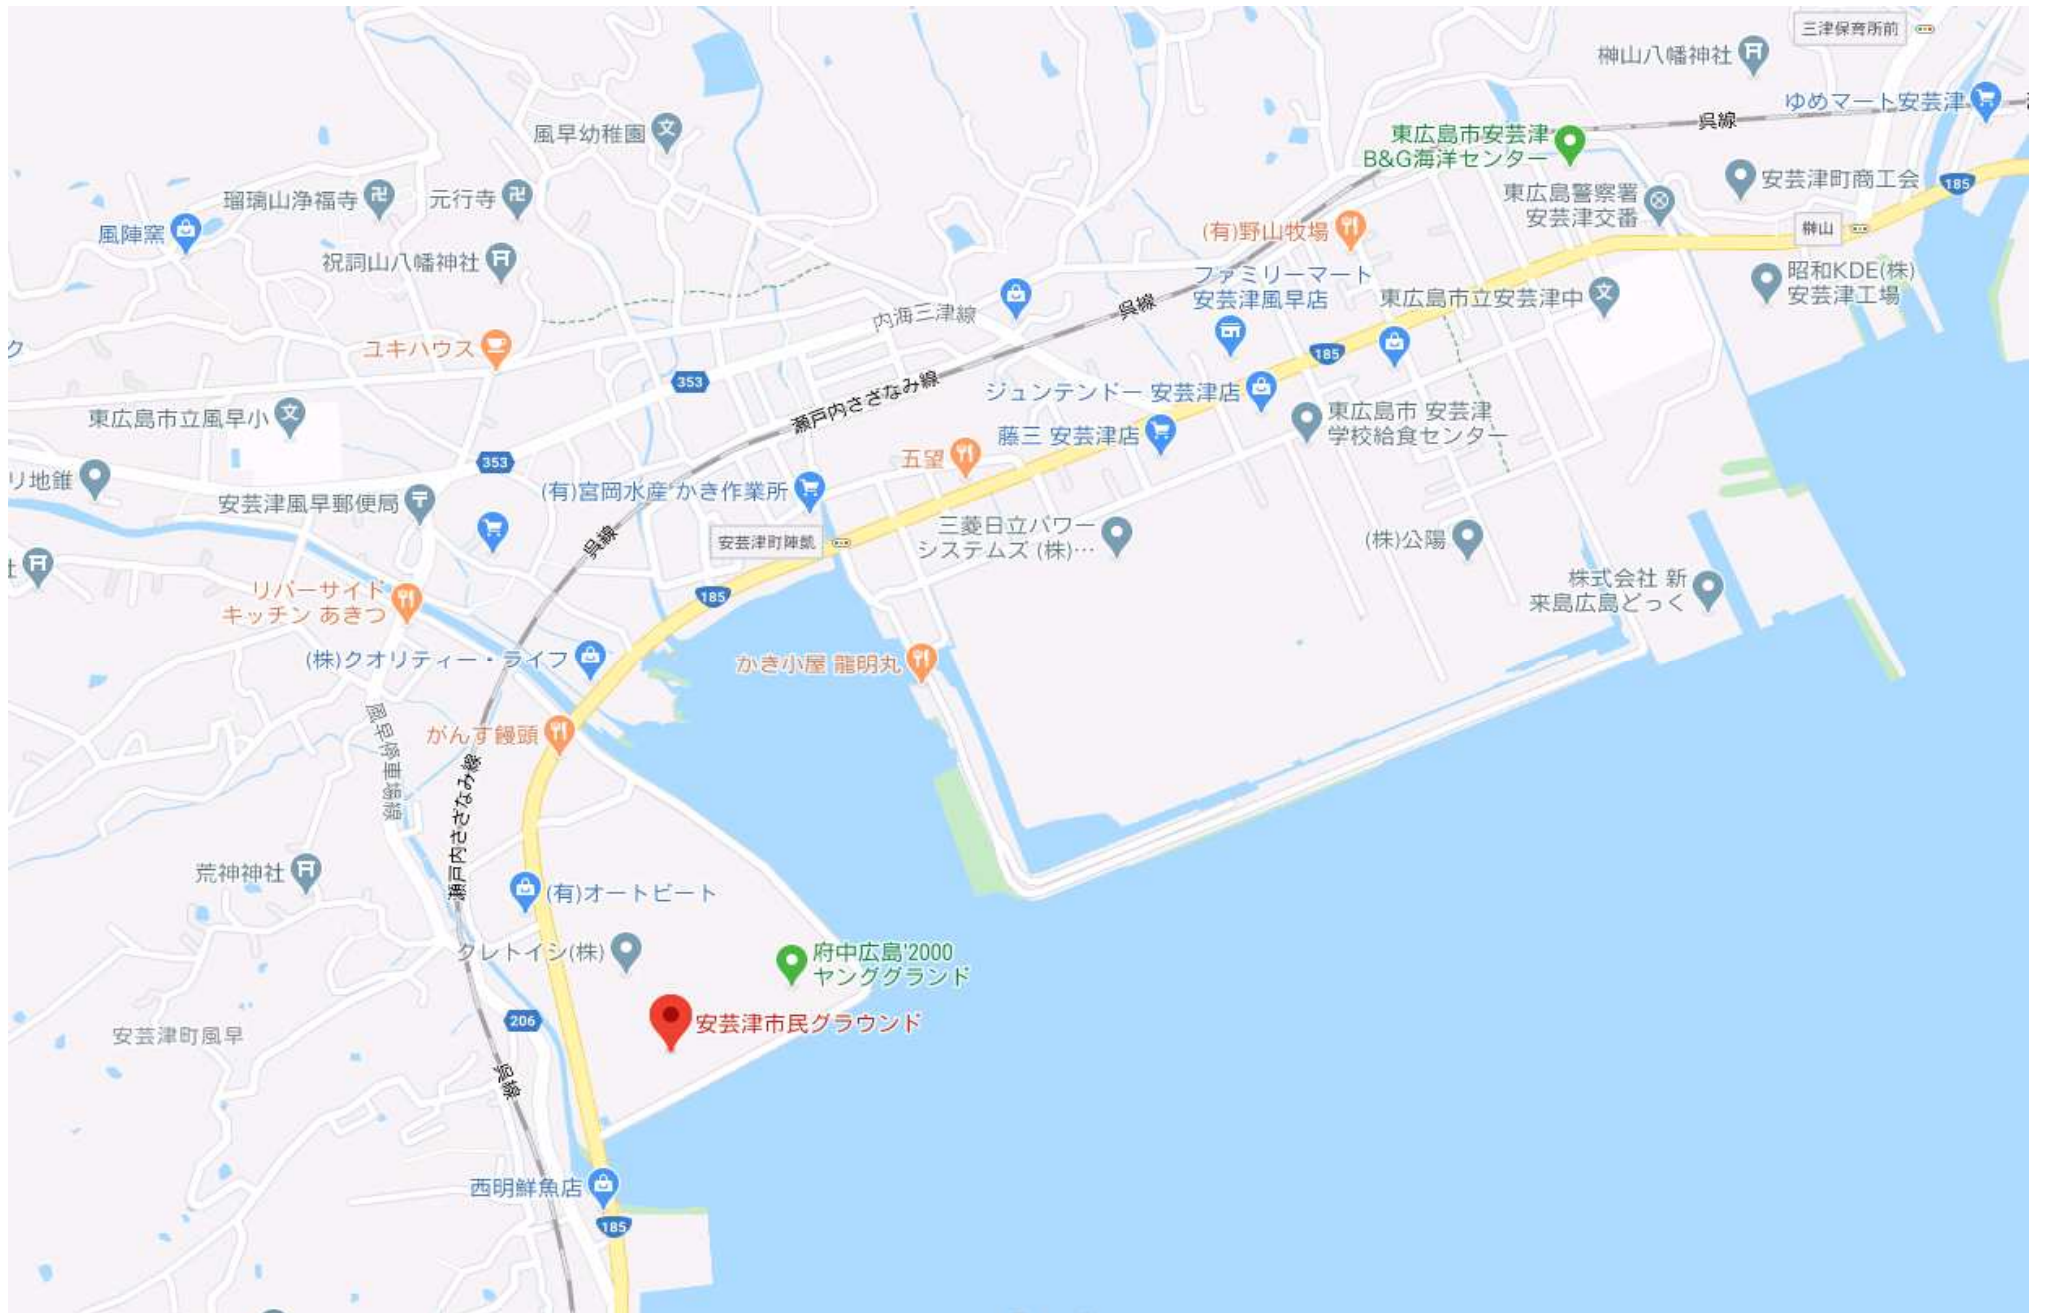 三津保育所前
榊山八幡神社
ゆめマート安芸津
呉線
風早幼稚園
東広島市安芸津
B&G海洋センター
瑠璃山浄福寺
元行寺
東広島警察署
安芸津交番
安芸津町商工会
185
風陣窯
(有)野山牧場
榊山
祝詞山八幡神社
ファミリーマート
安芸津風早店
東広島市立安芸津中
昭和KDE(株)
安芸津工場
内海三津線
呉線
ク
ユキハウス
185
353
瀬戸内さざなみ線
ジュンテンドー 安芸津店
東広島市立風早小
東広島市 安芸津
学校給食センター
藤三 安芸津店
353
五望
リ地錐
安芸津風早郵便局
(有)宮岡水産 かき作業所
呉線
安芸津町陣凱
三菱日立パワー
システムズ (株)…
(株)公陽
社
株式会社 新
来島広島どっく
リバーサイド
キッチン あきつ
185
(株)クオリティー・ライフ
かき小屋 龍明丸
風早停車場線
がんす饅頭
瀬戸内さざなみ線
荒神神社
(有)オートビート
クレトイシ(株)
府中広島'2000
ヤンググランド
206
安芸津市民グラウンド
安芸津町風早
呉線
西明鮮魚店
185